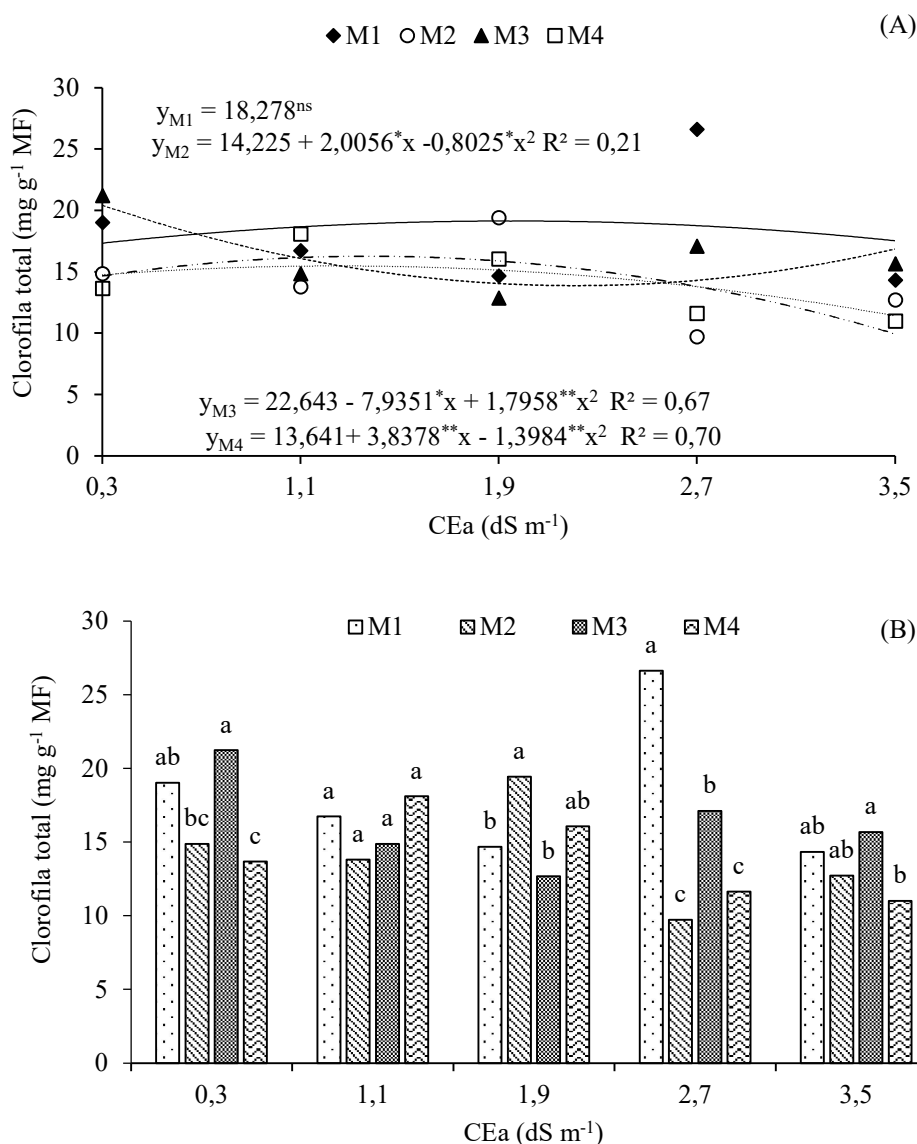 (A)
M1 M2 M3 M4
Clorofila total (mg g⁻¹ MF)
30
25
20
15
10
5
0
y_M1 = 18,278ⁿˢ
y_M2 = 14,225 + 2,0056*x -0,8025*x² R² = 0,21
y_M3 = 22,643 - 7,9351*x + 1,7958**x² R² = 0,67
y_M4 = 13,641+ 3,8378**x - 1,3984**x² R² = 0,70
0,3 1,1 1,9 2,7 3,5
CEa (dS m⁻¹)
(B)
M1 M2 M3 M4
Clorofila total (mg g⁻¹ MF)
30
25
20
15
10
5
0
ab bc a c
a a a a
b a b ab
a c b c
ab ab a b
0,3 1,1 1,9 2,7 3,5
CEa (dS m⁻¹)